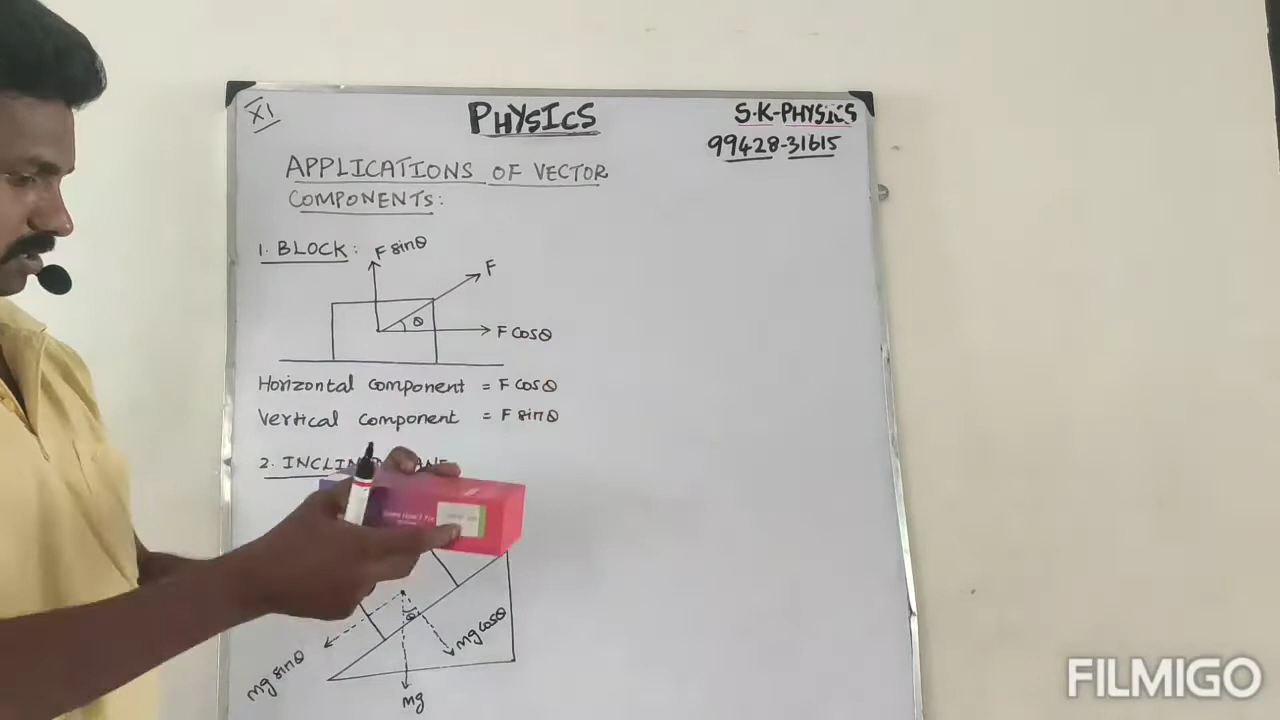 XI
PHYSICS
S.K-PHYSICS
99428-31615
APPLICATIONS OF VECTOR
COMPONENTS:
1. BLOCK:
F sinθ
F
θ
F cosθ
Horizontal component = F cosθ
Vertical component = F sinθ
2.
θ
mg cosθ
mg sinθ
mg
FILMIGO